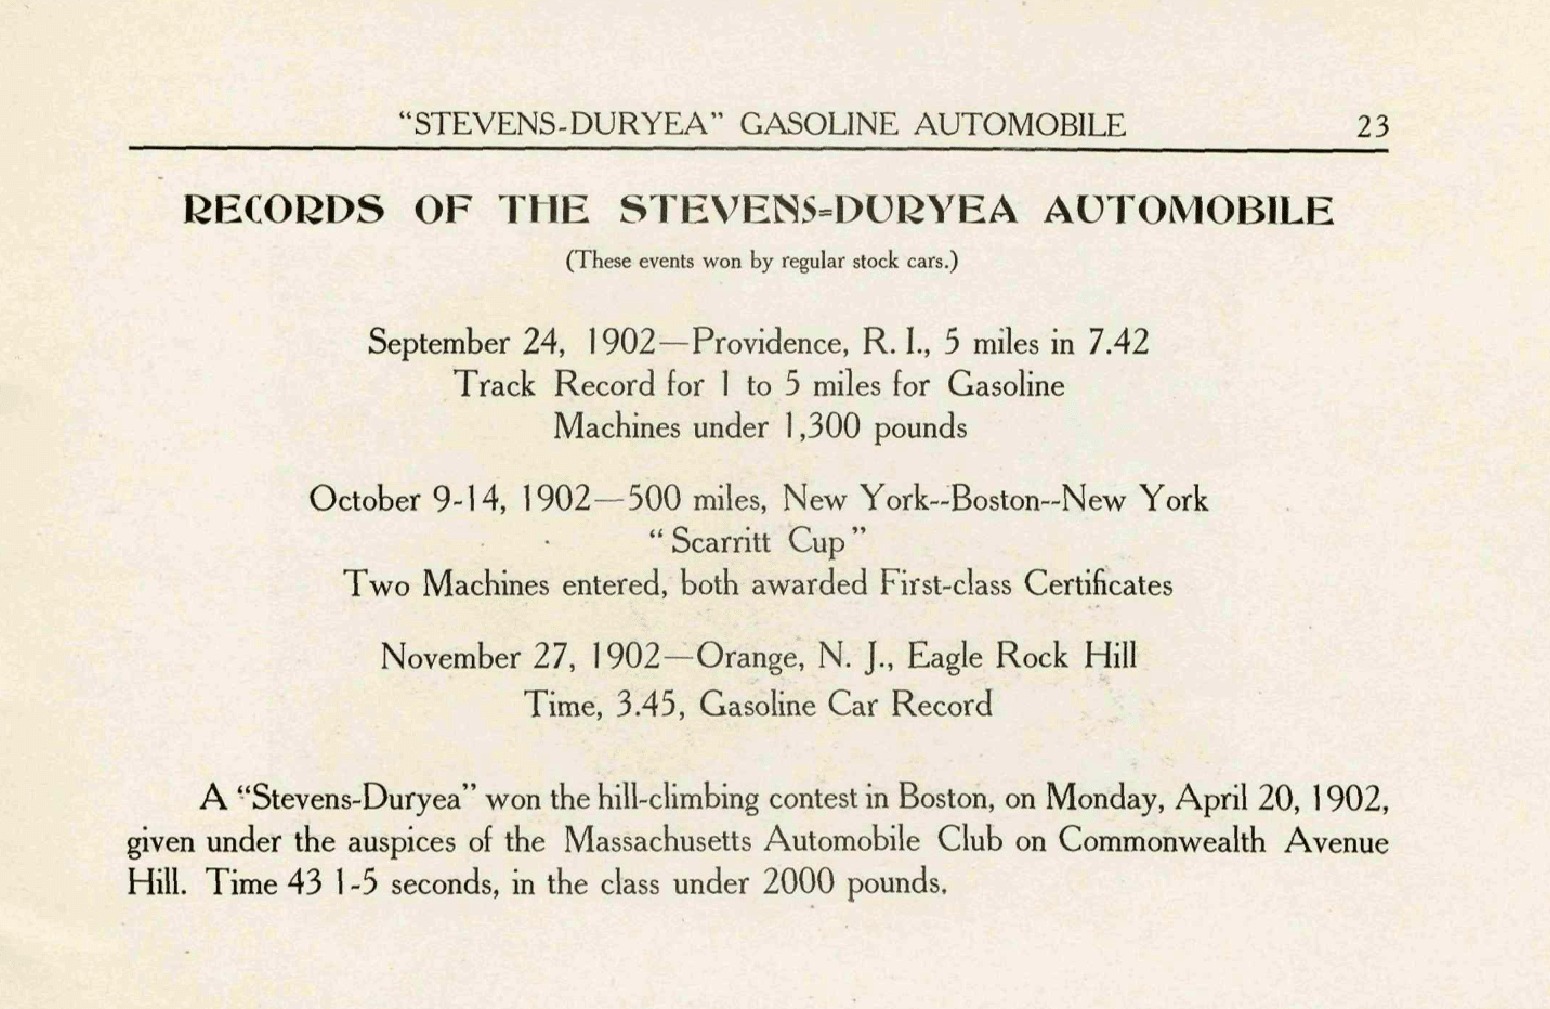 “STEVENS-DURYEA” GASOLINE AUTOMOBILE 23
RECORDS OF THE STEVENS=DURYEA AUTOMOBILE
(These events won by regular stock cars.)
September 24, 1902—Providence, R. I., 5 miles in 7.42
Track Record for 1 to 5 miles for Gasoline
Machines under 1,300 pounds
October 9-14, 1902—500 miles, New York--Boston--New York
“Scarritt Cup”
Two Machines entered, both awarded First-class Certificates
November 27, 1902—Orange, N. J., Eagle Rock Hill
Time, 3.45, Gasoline Car Record
A “Stevens-Duryea” won the hill-climbing contest in Boston, on Monday, April 20, 1902,
given under the auspices of the Massachusetts Automobile Club on Commonwealth Avenue
Hill. Time 43 1-5 seconds, in the class under 2000 pounds.